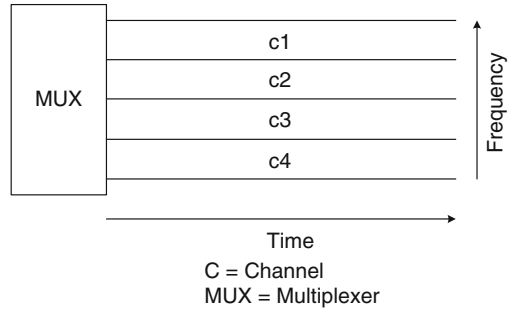 MUX
c1
c2
c3
c4
Frequency
Time
C = Channel
MUX = Multiplexer